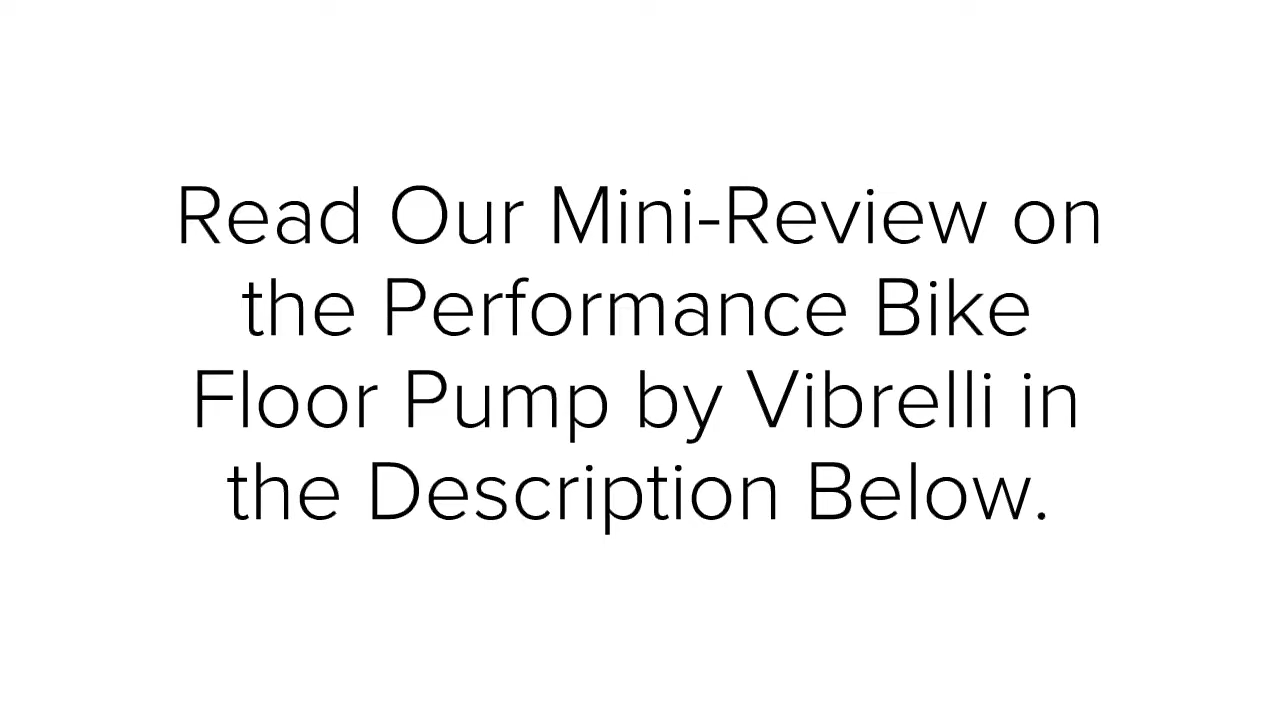 Read Our Mini-Review on
the Performance Bike
Floor Pump by Vibrelli in
the Description Below.